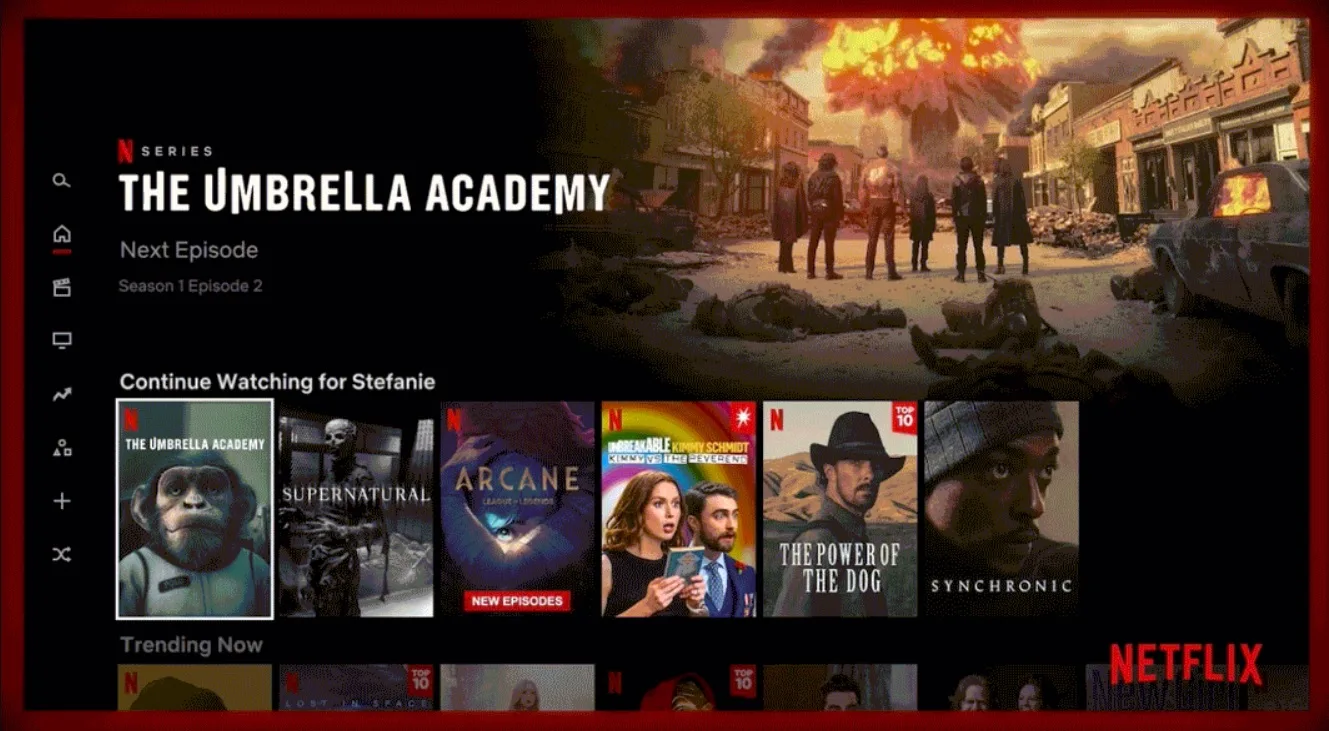 N SERIES
THE UMBRELLA ACADEMY
Next Episode
Season 1 Episode 2
Continue Watching for Stefanie
N
THE UMBRELLA ACADEMY
SUPERNATURAL
N
ARCANE
LEAGUE OF LEGENDS
NEW EPISODES
N
UNBREAKABLE KIMMY SCHMIDT
KIMMY VS THE REVEREND
N
TOP
10
THE POWER OF
THE DOG
SYNCHRONIC
Trending Now
N
N
TOP
10
LOST IN SPACE
N
TOP
10
NETFLIX